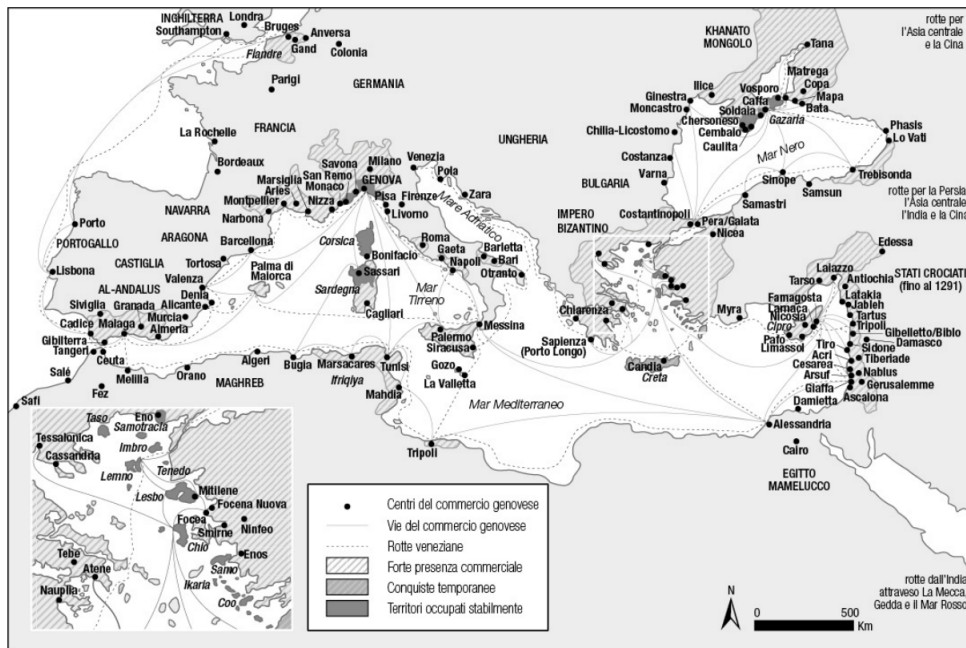 INGHILTERRA
Londra
Southampton
Bruges
Anversa
Gand
Fiandre
Colonia
Parigi
GERMANIA
La Rochelle
FRANCIA
Bordeaux
UNGHERIA
KHANATO
MONGOLO
Tana
rotte per
l'Asia centrale
e la Cina
Ilice
Ginestra
Moncastro
Matrega
Copa
Vosporo
Caffa
Mapa
Soldaia
Bata
Chersoneso
Gazaria
Cembalo
Caulita
Chilia-Licostomo
Phasis
Lo Vati
Costanza
Mar Nero
Varna
Trebisonda
Sinope
Samsun
BULGARIA
Samastri
rotte per la Persia,
l'Asia centrale,
l'India e la Cina
Costantinopoli
Pera/Galata
Nicea
IMPERO
BIZANTINO
Savona
Milano
Venezia
San Remo
GENOVA
Pola
Marsiglia
Monaco
Arles
Pisa
Firenze
Zara
Montpellier
Nizza
Livorno
Mare Adriatico
Narbona
NAVARRA
Porto
PORTOGALLO
ARAGONA
Barcellona
Tortosa
CASTIGLIA
Lisbona
Valenza
Palma di
Maiorca
AL-ANDALUS
Denia
Siviglia
Granada
Alicante
Murcia
Cadice
Malaga
Almeria
Gibilterra
Tangeri
Ceuta
Salé
Melilla
Orano
Fez
Safi
MAGHREB
Algeri
Bugia
Marsacares
Ifriqiya
Tunisi
Mahdia
Corsica
Bonifacio
Sassari
Sardegna
Cagliari
Mar
Tirreno
Roma
Gaeta
Napoli
Barletta
Bari
Otranto
Messina
Palermo
Siracusa
Gozo
La Valletta
Mar Mediterraneo
Tripoli
Chiarenza
Sapienza
(Porto Longo)
Candia
Creta
Myra
Edessa
Laiazzo
Tarso
Antiochia
STATI CROCIATI
(fino al 1291)
Famagosta
Larnaca
Nicosia
Cipro
Pafo
Limassol
Latakia
Jableh
Tartus
Tripoli
Gibelletto/Biblo
Damasco
Tiro
Sidone
Acri
Tiberiade
Cesarea
Nablus
Arsuf
Gerusalemme
Giaffa
Ascalona
Damietta
Alessandria
Cairo
EGITTO
MAMELUCCO
rotte dall'India
attraveso La Mecca,
Gedda e il Mar Rosso
Taso
Eno
Samotracia
Tessalonica
Imbro
Cassandria
Lemno
Tenedo
Lesbo
Mitilene
Focena Nuova
Focea
Smirne
Ninfeo
Chio
Tebe
Enos
Atene
Samo
Ikaria
Nauplia
Coo
Centri del commercio genovese
Vie del commercio genovese
Rotte veneziane
Forte presenza commerciale
Conquiste temporanee
Territori occupati stabilmente
N
0 500
Km